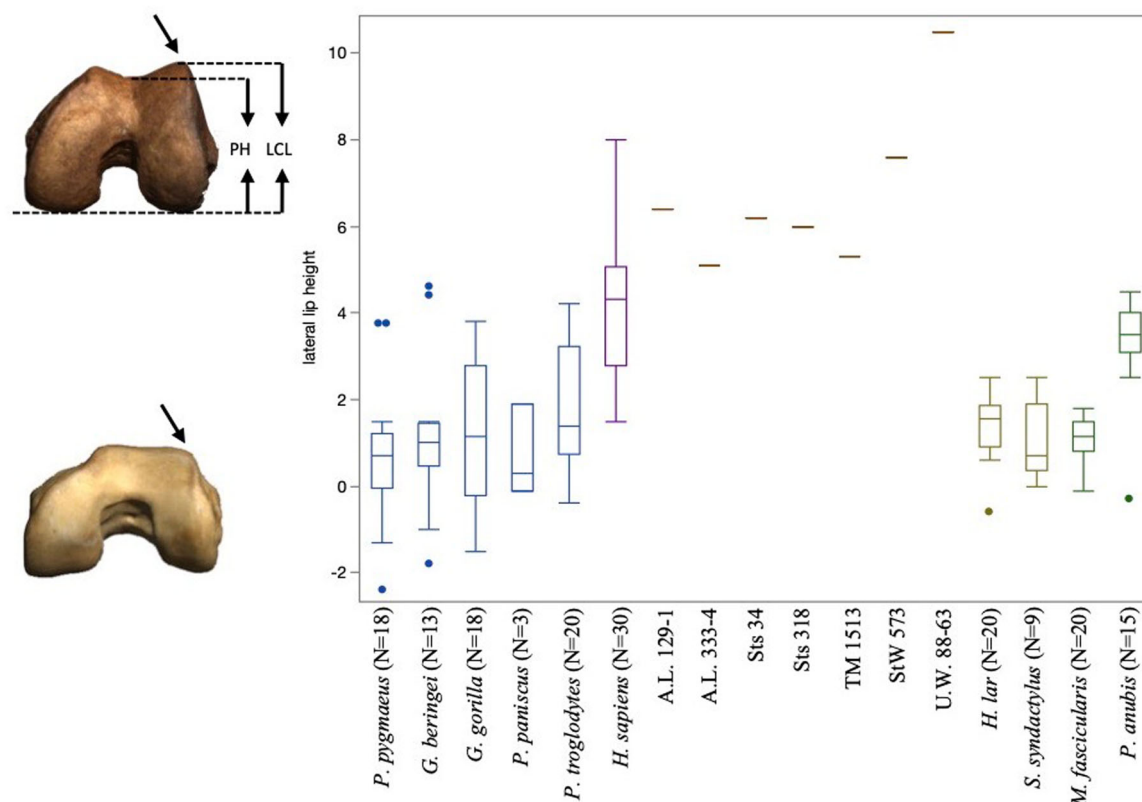 PH LCL
lateral lip height
10
8
6
4
2
0
-2
P. pygmaeus (N=18)
G. beringei (N=13)
G. gorilla (N=18)
P. paniscus (N=3)
P. troglodytes (N=20)
H. sapiens (N=30)
A.L. 129-1
A.L. 333-4
Sts 34
Sts 318
TM 1513
StW 573
U.W. 88-63
H. lar (N=20)
S. syndactylus (N=9)
M. fascicularis (N=20)
P. anubis (N=15)